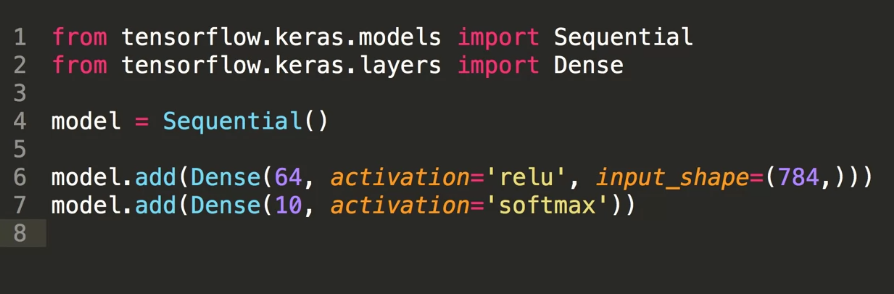 1 from tensorflow.keras.models import Sequential
2 from tensorflow.keras.layers import Dense
3
4 model = Sequential()
5
6 model.add(Dense(64, activation='relu', input_shape=(784,)))
7 model.add(Dense(10, activation='softmax'))
8